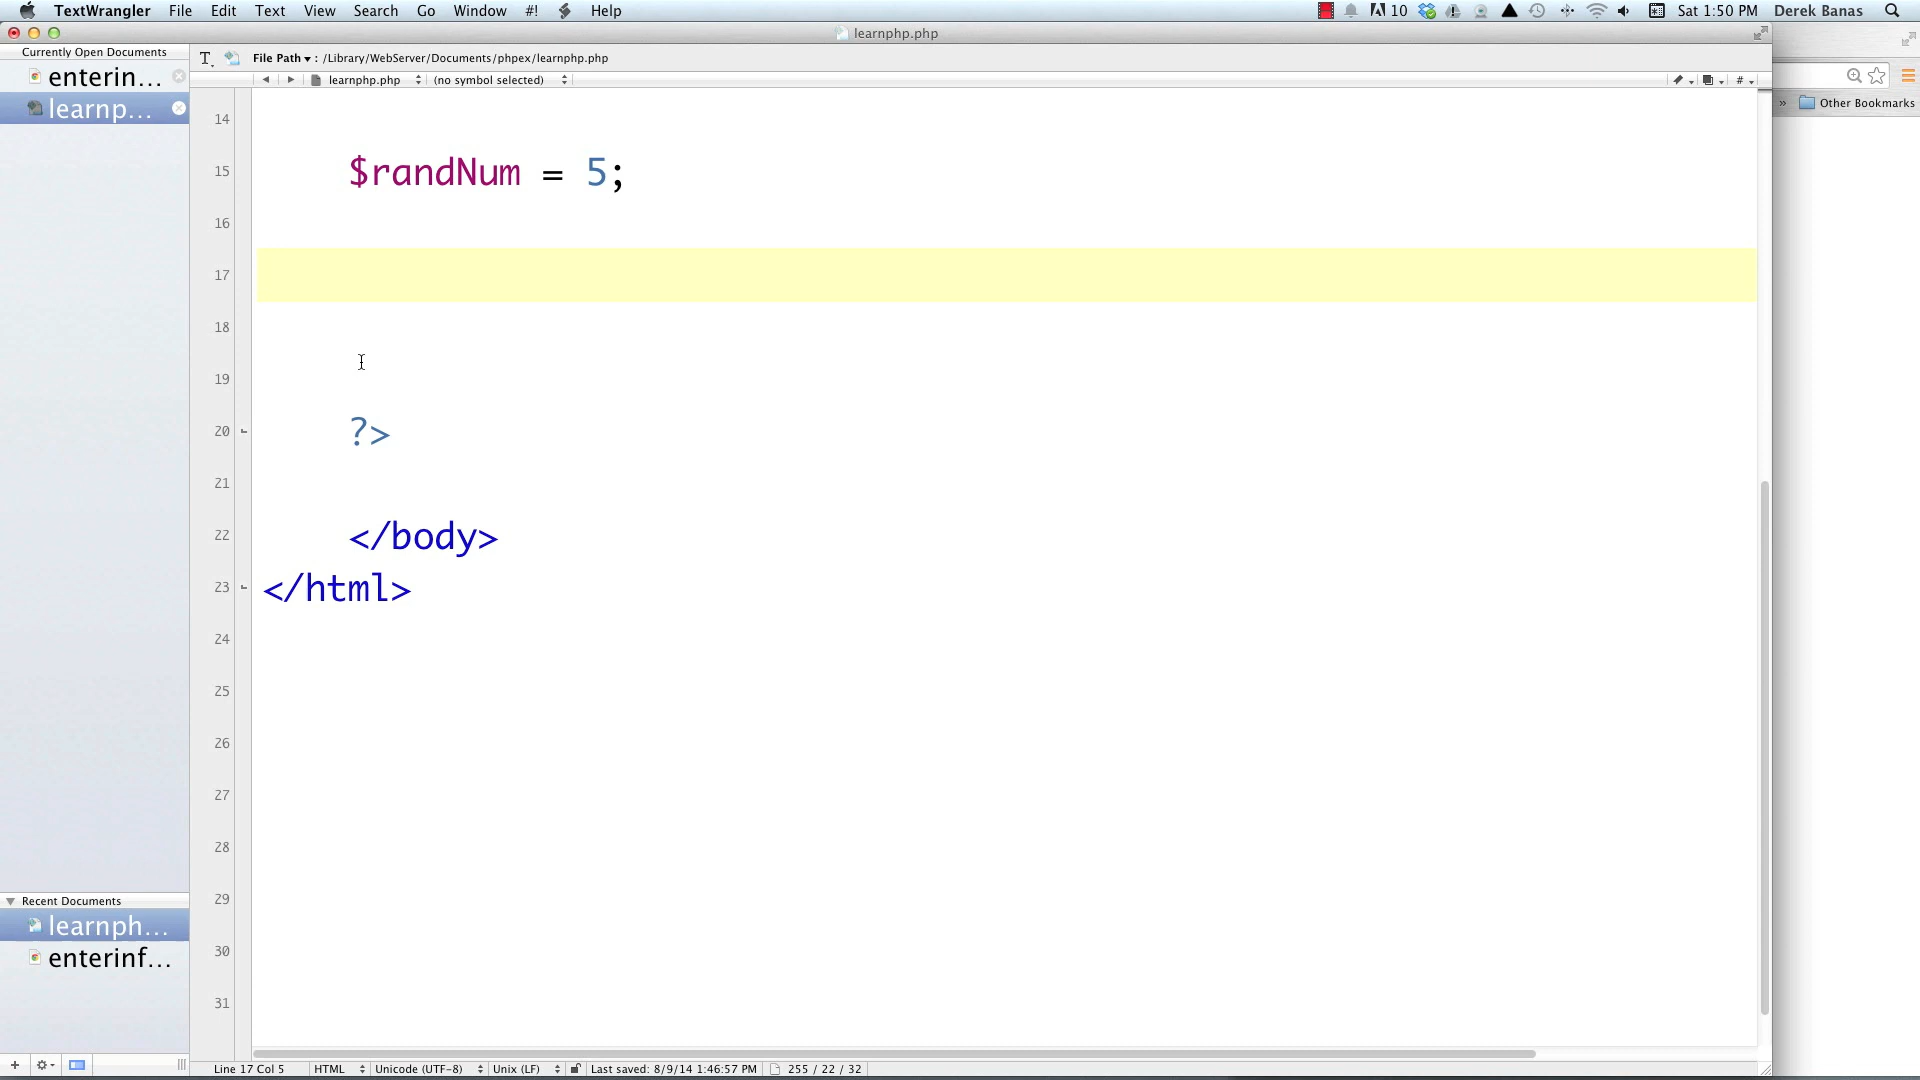 TextWrangler File Edit Text View Search Go Window #! Help 10 Sat 1:50 PM Derek Banas
learnphp.php
Currently Open Documents
File Path : /Library/WebServer/Documents/phpex/learnphp.php
enterin...
learnphp.php (no symbol selected) #
learnp...
» Other Bookmarks
14
15 $randNum = 5;
16
17
18
19
20 ?>
21
22 </body>
23 </html>
24
25
26
27
28
29
30
31
Recent Documents
learnph...
enterinf...
+ Line 17 Col 5 HTML Unicode (UTF-8) Unix (LF) Last saved: 8/9/14 1:46:57 PM 255 / 22 / 32